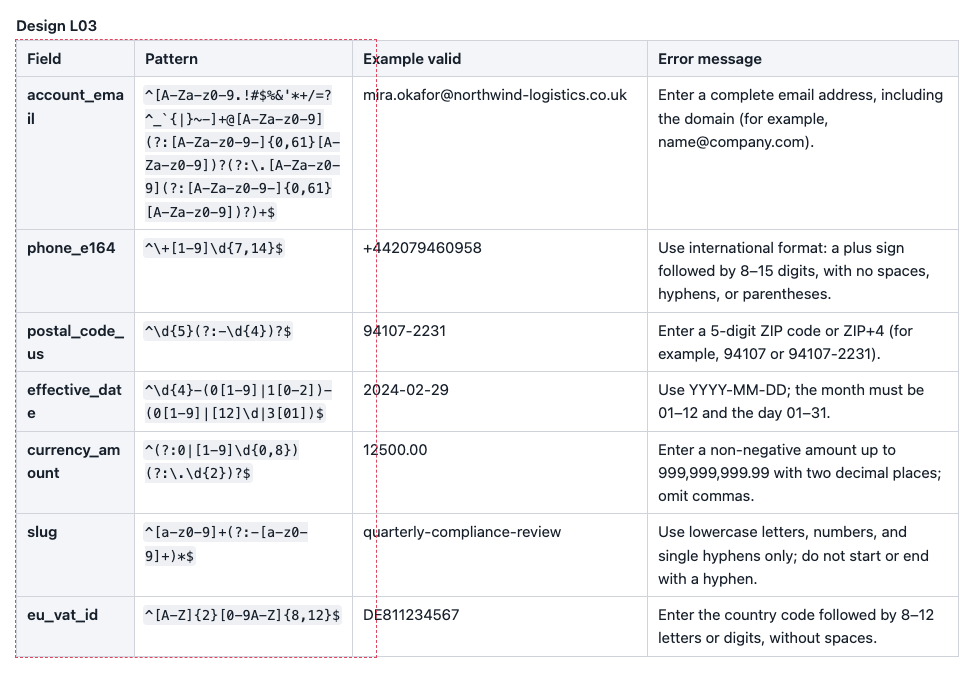 Design L03
Field
Pattern
Example valid
Error message
account_ema
il
^[A-Za-z0-9.!#$%&'*+/=?
^_`{|}~-]+@[A-Za-z0-9]
(?:[A-Za-z0-9-]{0,61}[A-
Za-z0-9])?(?:\.[A-Za-z0-
9](?:[A-Za-z0-9-]{0,61}
[A-Za-z0-9])?)+$
mira.okafor@northwind-logistics.co.uk
Enter a complete email address, including
the domain (for example,
name@company.com).
phone_e164
^\+[1-9]\d{7,14}$
+442079460958
Use international format: a plus sign
followed by 8–15 digits, with no spaces,
hyphens, or parentheses.
postal_code_
us
^\d{5}(?:-\d{4})?$
94107-2231
Enter a 5-digit ZIP code or ZIP+4 (for
example, 94107 or 94107-2231).
effective_dat
e
^\d{4}-(0[1-9]|1[0-2])-
(0[1-9]|[12]\d|3[01])$
2024-02-29
Use YYYY-MM-DD; the month must be
01–12 and the day 01–31.
currency_am
ount
^(?:0|[1-9]\d{0,8})
(?:\.\d{2})?$
12500.00
Enter a non-negative amount up to
999,999,999.99 with two decimal places;
omit commas.
slug
^[a-z0-9]+(?:-[a-z0-
9]+)*$
quarterly-compliance-review
Use lowercase letters, numbers, and
single hyphens only; do not start or end
with a hyphen.
eu_vat_id
^[A-Z]{2}[0-9A-Z]{8,12}$
DE811234567
Enter the country code followed by 8–12
letters or digits, without spaces.